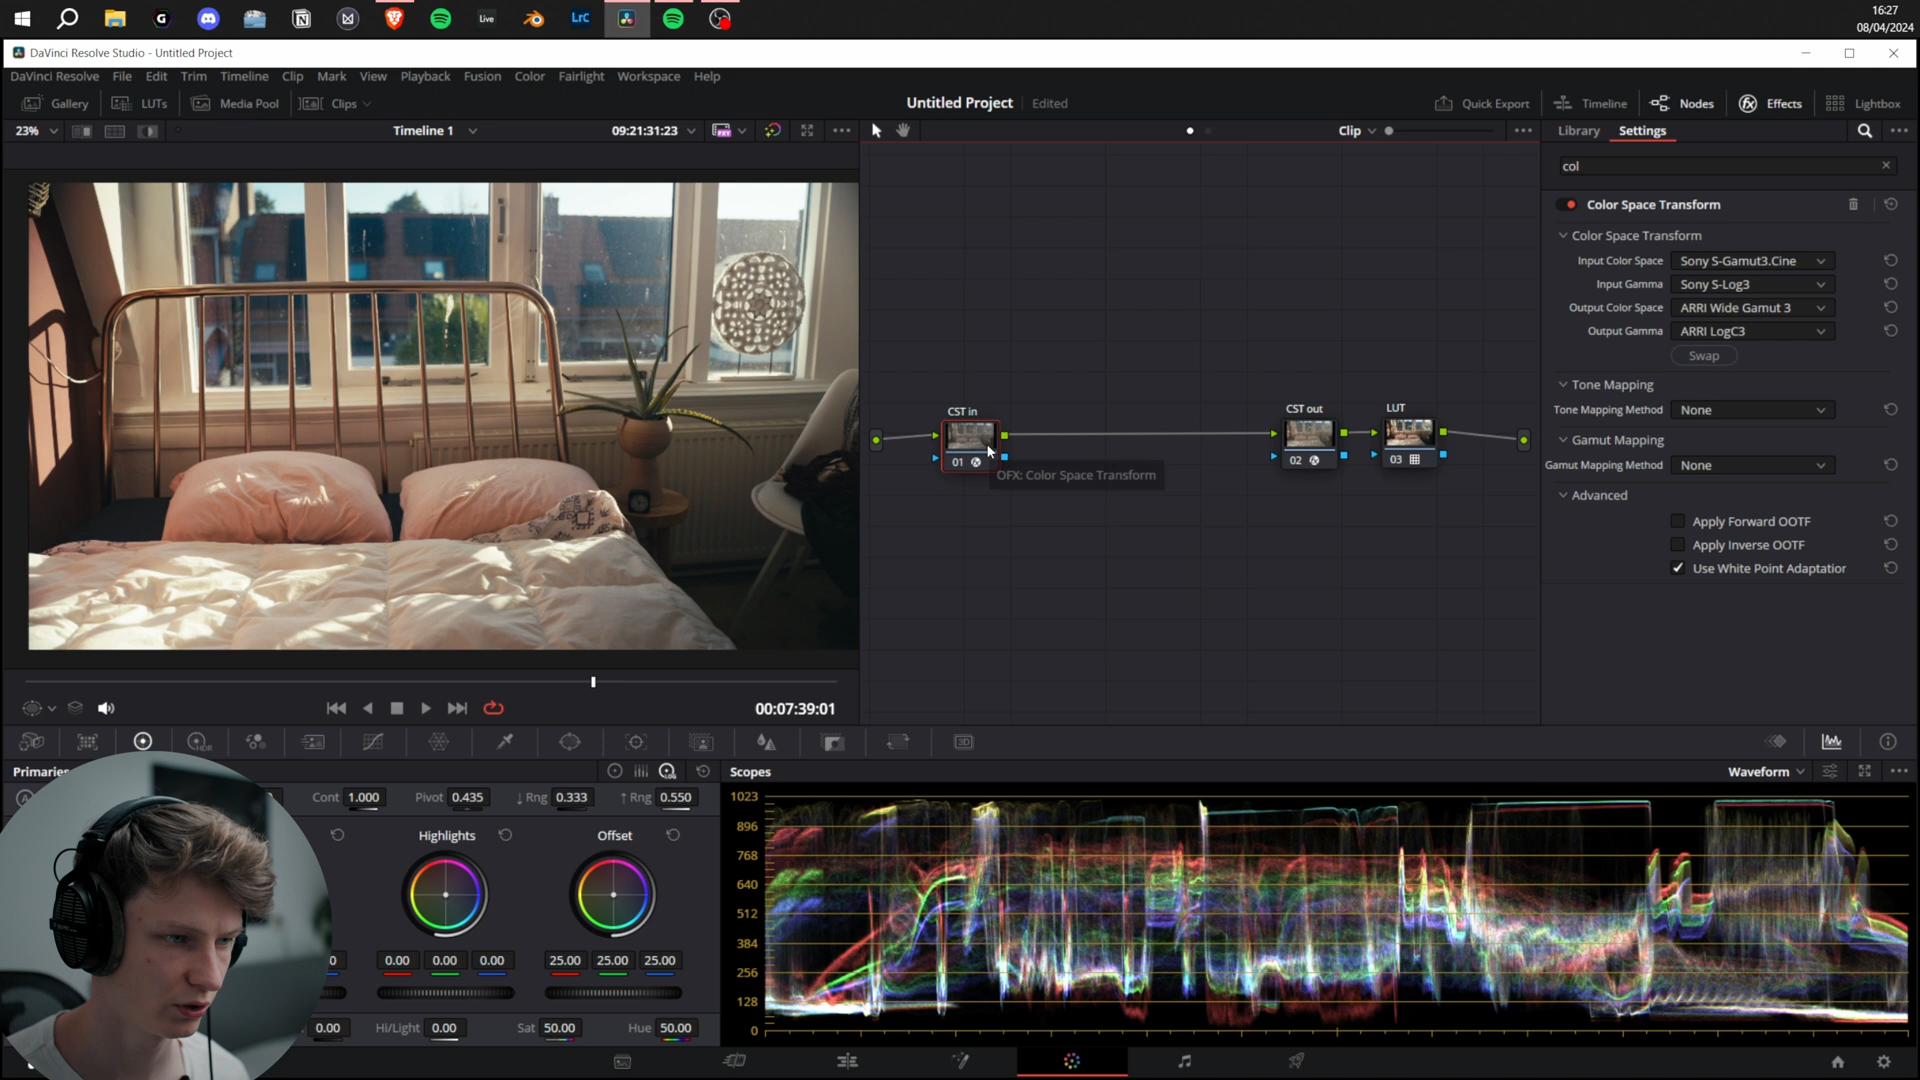 16:27
08/04/2024
Live
LrC
DaVinci Resolve Studio - Untitled Project
DaVinci Resolve File Edit Trim Timeline Clip Mark View Playback Fusion Color Fairlight Workspace Help
Gallery LUTs Media Pool Clips Untitled Project Edited Quick Export Timeline Nodes Effects Lightbox
23% Timeline 1 09:21:31:23 Clip Library Settings
col
Color Space Transform
Color Space Transform
Input Color Space Sony S-Gamut3.Cine
Input Gamma Sony S-Log3
Output Color Space ARRI Wide Gamut 3
Output Gamma ARRI LogC3
Swap
Tone Mapping
Tone Mapping Method None
Gamut Mapping
Gamut Mapping Method None
Advanced
Apply Forward OOTF
Apply Inverse OOTF
Use White Point Adaptation
CST in
01
OFX: Color Space Transform
CST out
02
LUT
03
00:07:39:01
HDR
3D
Primaries
LOG
Cont 1.000 Pivot 0.435 ↓ Rng 0.333 ↑ Rng 0.550
Highlights Offset
0 0.00 0.00 0.00 25.00 25.00 25.00
0.00 Hi/Light 0.00 Sat 50.00 Hue 50.00
Scopes Waveform
1023
896
768
640
512
384
256
128
0